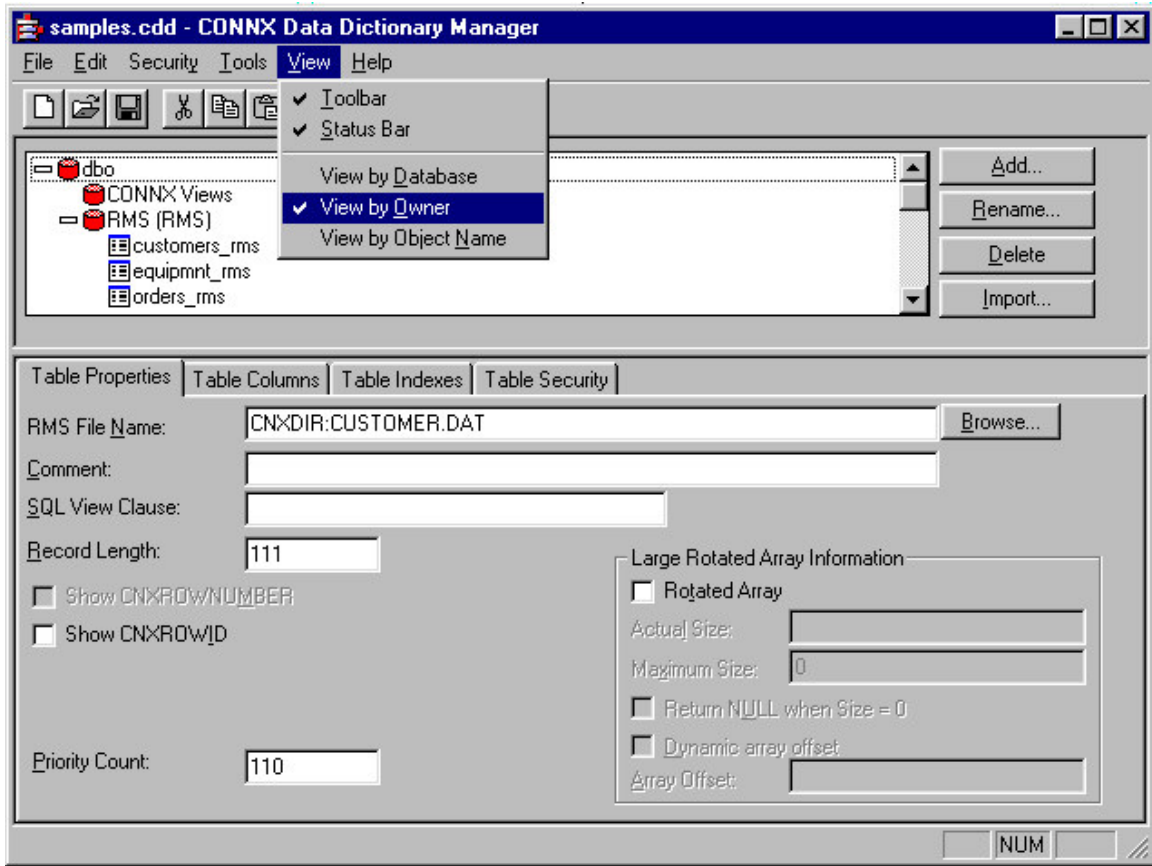 samples.cdd - CONNX Data Dictionary Manager
File Edit Security Tools View Help
Toolbar
Status Bar
View by Database
View by Owner
View by Object Name
dbo
CONNX Views
RMS (RMS)
customers_rms
equipmnt_rms
orders_rms
Add...
Rename...
Delete
Import...
Table Properties Table Columns Table Indexes Table Security
RMS File Name: CNXDIR:CUSTOMER.DAT Browse...
Comment:
SQL View Clause:
Record Length: 111
Show CNXROWNUMBER
Show CNXROWID
Priority Count: 110
Large Rotated Array Information
Rotated Array
Actual Size:
Maximum Size: 0
Return NULL when Size = 0
Dynamic array offset
Array Offset:
NUM